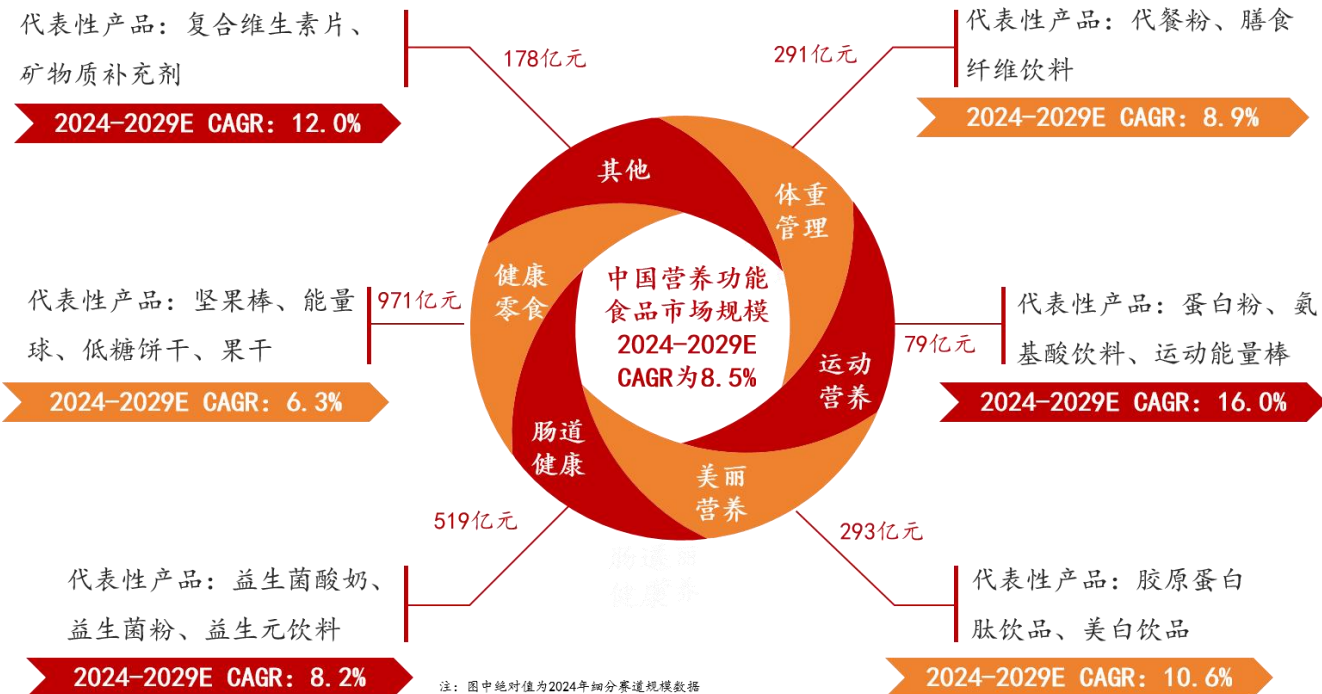 代表性产品：复合维生素片、
矿物质补充剂
2024-2029E CAGR: 12.0%
178亿元
291亿元
代表性产品：代餐粉、膳食
纤维饮料
2024-2029E CAGR: 8.9%
其他
体重
管理
健康
零食
中国营养功能
食品市场规模
2024-2029E
CAGR为8.5%
代表性产品：坚果棒、能量
球、低糖饼干、果干
2024-2029E CAGR: 6.3%
971亿元
79亿元
代表性产品：蛋白粉、氨
基酸饮料、运动能量棒
2024-2029E CAGR: 16.0%
运动
营养
肠道
健康
美丽
营养
519亿元
293亿元
代表性产品：益生菌酸奶、
益生菌粉、益生元饮料
2024-2029E CAGR: 8.2%
代表性产品：胶原蛋白
肽饮品、美白饮品
2024-2029E CAGR: 10.6%
注：图中绝对值为2024年细分赛道规模数据